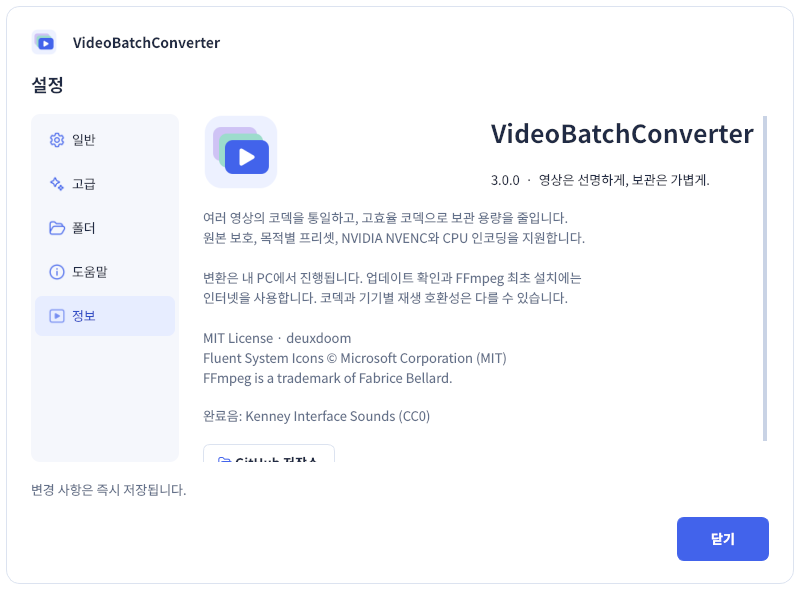 VideoBatchConverter
설정
일반
고급
폴더
도움말
정보
VideoBatchConverter
3.0.0 · 영상은 선명하게, 보관은 가볍게.
여러 영상의 코덱을 통일하고, 고효율 코덱으로 보관 용량을 줄입니다.
원본 보호, 목적별 프리셋, NVIDIA NVENC와 CPU 인코딩을 지원합니다.
변환은 내 PC에서 진행됩니다. 업데이트 확인과 FFmpeg 최초 설치에는
인터넷을 사용합니다. 코덱과 기기별 재생 호환성은 다를 수 있습니다.
MIT License · deuxdoom
Fluent System Icons © Microsoft Corporation (MIT)
FFmpeg is a trademark of Fabrice Bellard.
완료음: Kenney Interface Sounds (CC0)
GitHub 저장소
변경 사항은 즉시 저장됩니다.
닫기